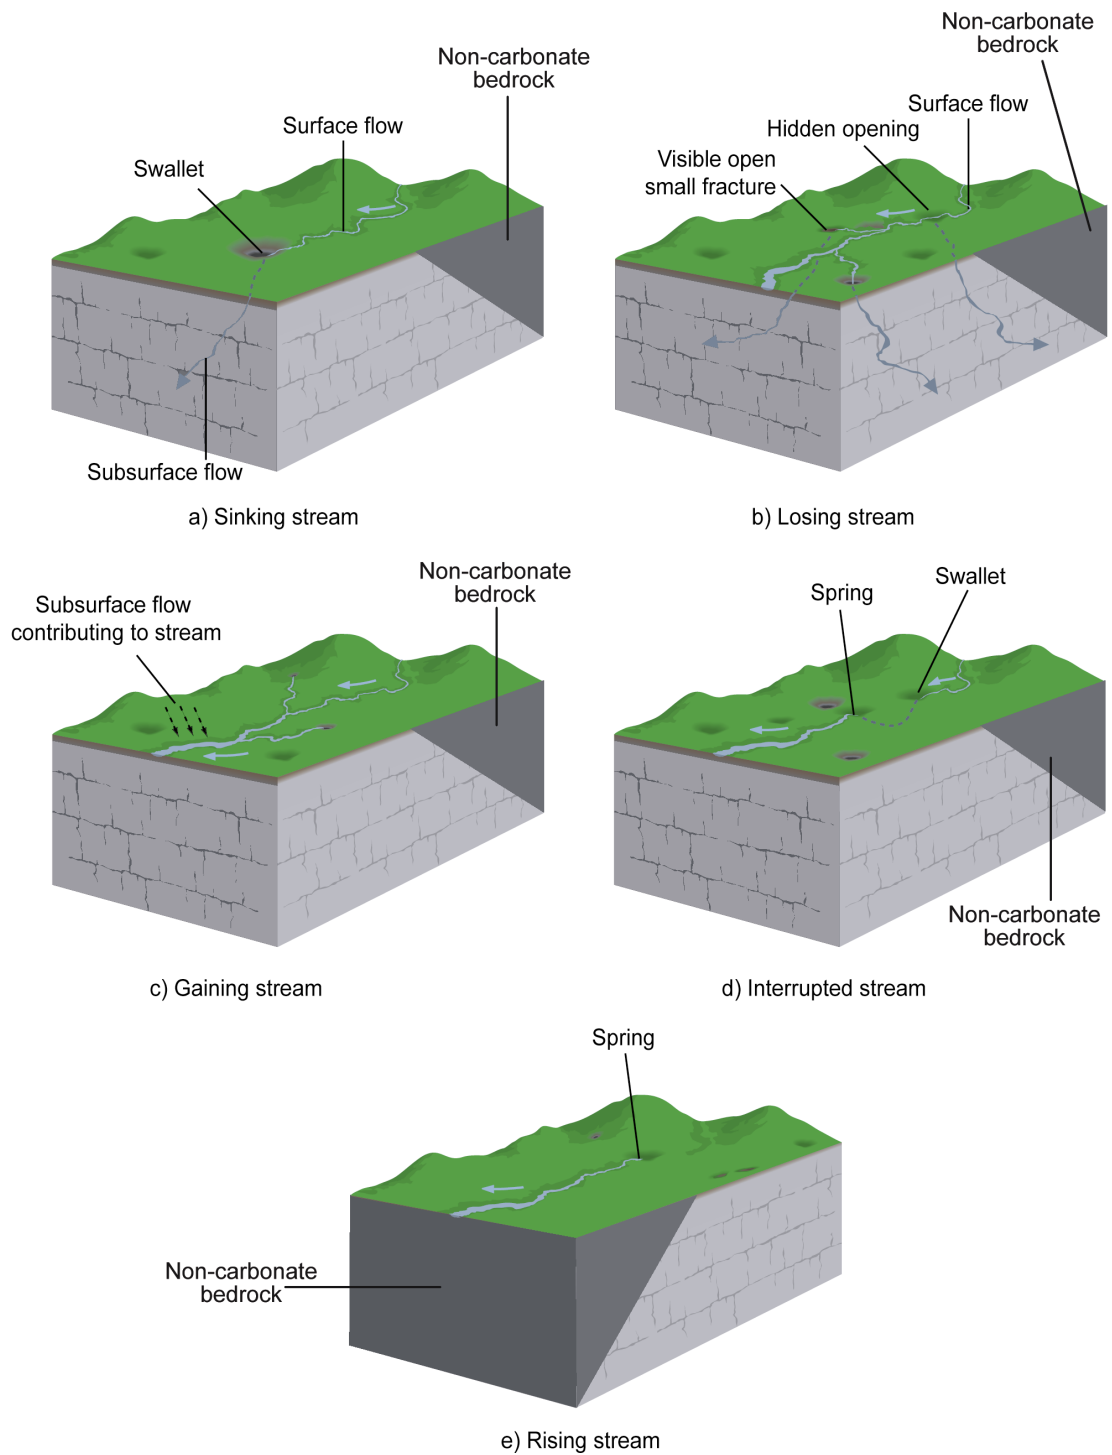 Non-carbonate
bedrock
Surface flow
Swallet
Subsurface flow
a) Sinking stream
Non-carbonate
bedrock
Surface flow
Hidden opening
Visible open
small fracture
b) Losing stream
Non-carbonate
bedrock
Subsurface flow
contributing to stream
c) Gaining stream
Swallet
Spring
Non-carbonate
bedrock
d) Interrupted stream
Spring
Non-carbonate
bedrock
e) Rising stream